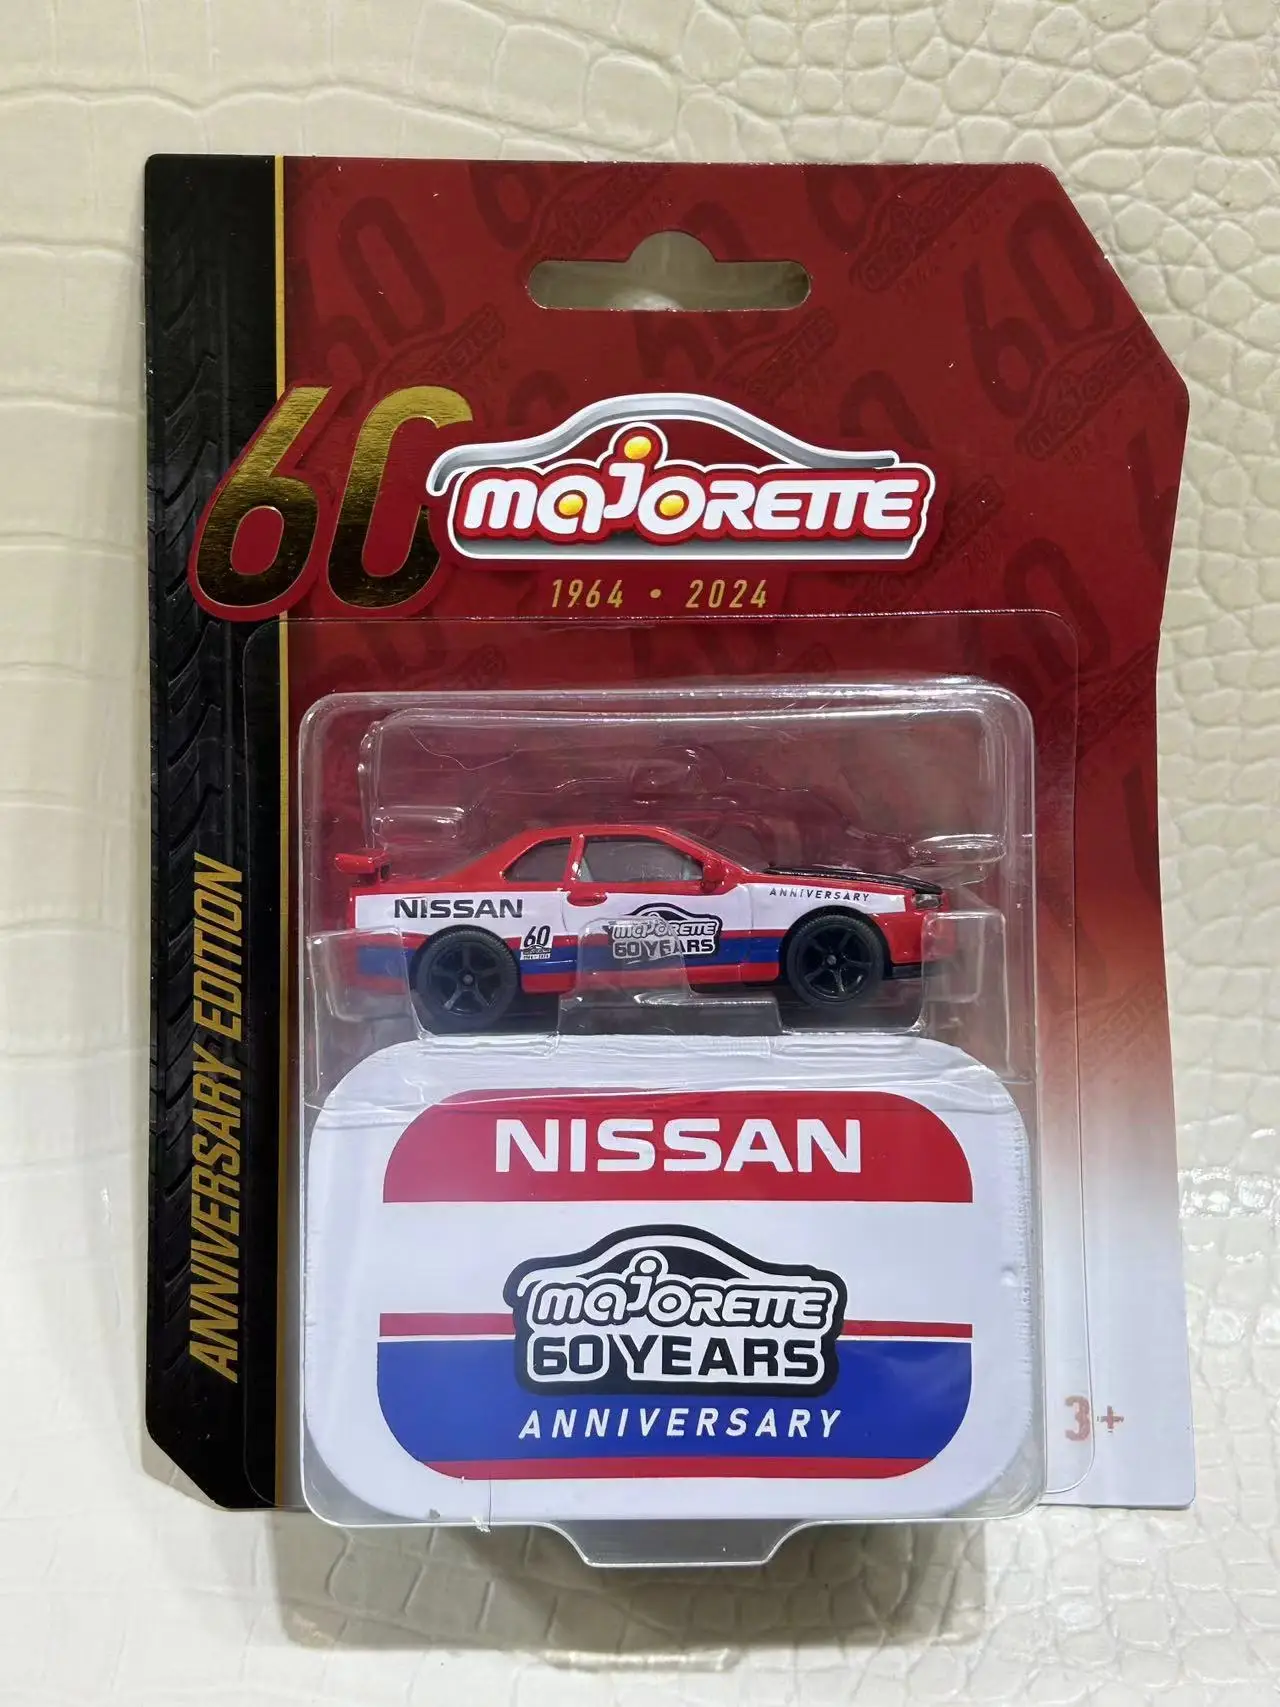 60
majORETTE
1964 • 2024
ANNIVERSARY EDITION
NISSAN
ANNIVERSARY
60
majORETTE
60 YEARS
NISSAN
majORETTE
60 YEARS
ANNIVERSARY
3+